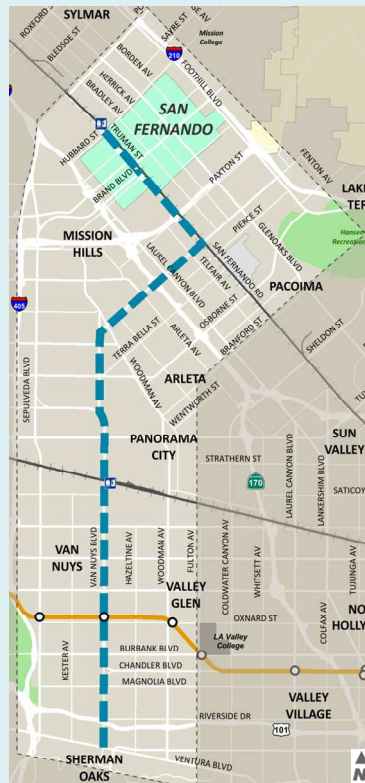 ROXFORD ST
SYLMAR
BLEDSOE ST
SAYRE ST
Mission
College
210
BORDEN AV
FOOTHILL BLVD
HERRICK AV
BRADLEY AV
SAN
FERNANDO
TRUMAN ST
HUBBARD ST
FENTON AV
PAXTON ST
BRAND BLVD
LAKE
PIERCE ST
GLENOAKS BLVD
Hansen
Recreation
MISSION
HILLS
LAUREL CANYON BLVD
TELFAIR AV
SAN FERNANDO RD
PACOIMA
405
OSBORNE ST
BRANFORD ST
SHELDON ST
TERRA BELLA ST
ARLETA AV
SEPULVEDA BLVD
WOODMAN AV
ARLETA
WENTWORTH ST
PANORAMA
CITY
SUN
VALLEY
STRATHERN ST
LAUREL CANYON BLVD
LANKERSHIM BLVD
170
SATICOY
VAN
NUYS
VAN NUYS BLVD
HAZELTINE AV
WOODMAN AV
FULTON AV
COLDWATER CANYON AV
WHITSETT AV
TUJUNGA AV
VALLEY
GLEN
OXNARD ST
COLFAX AV
NO
HOLLY
LA Valley
College
KESTER AV
BURBANK BLVD
CHANDLER BLVD
MAGNOLIA BLVD
VALLEY
VILLAGE
RIVERSIDE DR
101
SHERMAN
OAKS
VENTURA BLVD
N